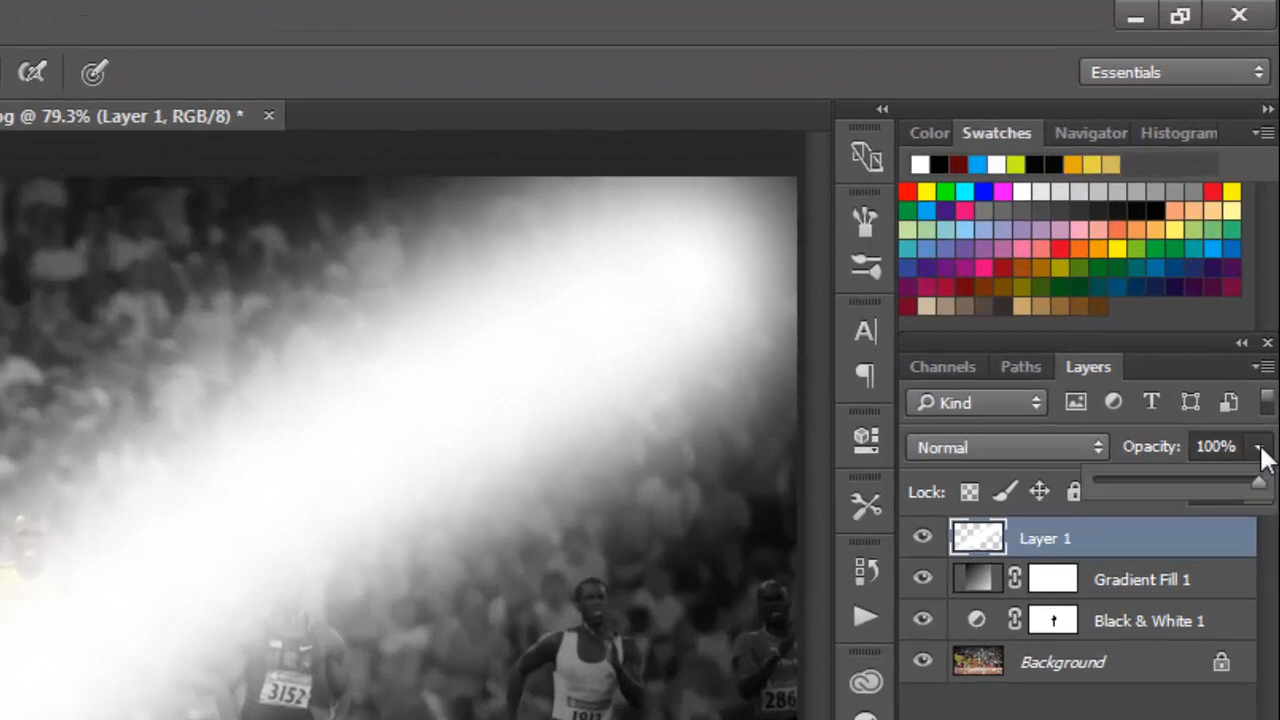 Essentials
og @ 79.3% (Layer 1, RGB/8) *
Color Swatches Navigator Histogram
Channels Paths Layers
Kind
Normal Opacity: 100%
Lock:
Layer 1
Gradient Fill 1
Black & White 1
Background
3152
286